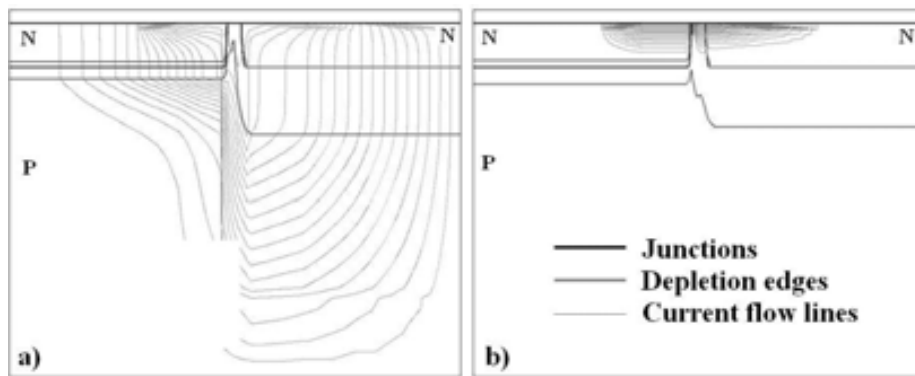 N
N
P
a)
N
N
P
Junctions
Depletion edges
Current flow lines
b)